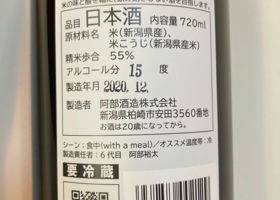 品目 日本酒 内容量 720ml
原材料名 米(新潟県産)、
米こうじ(新潟県産米)
精米歩合 55%
アルコール分 15 度
製造年月 2020.12.
製造者 阿部酒造株式会社
新潟県柏崎市安田3560番地
お酒は20歳になってから。
シーン：食中(with a meal)／オススメ温度帯：冷
製造責任者：6代目 阿部裕太
要冷蔵